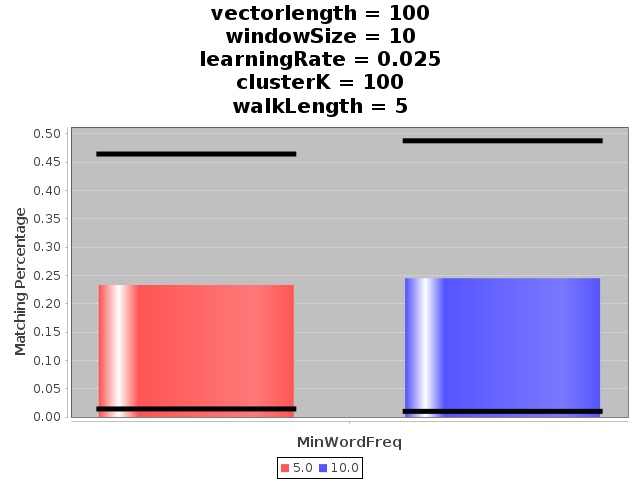 vectorlength = 100
windowSize = 10
learningRate = 0.025
clusterK = 100
walkLength = 5
0.50
0.45
0.40
0.35
0.30
0.25
0.20
0.15
0.10
0.05
0.00
Matching Percentage
MinWordFreq
5.0 10.0